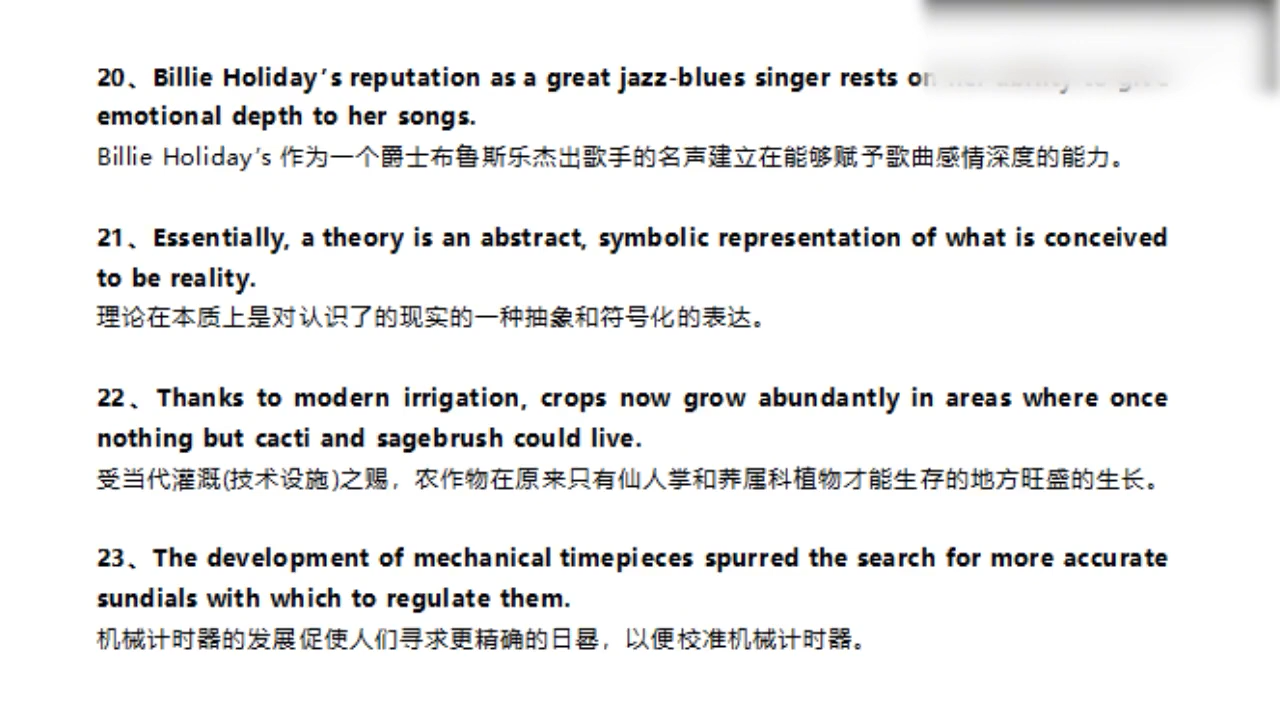 20、Billie Holiday's reputation as a great jazz-blues singer rests on her ability to give
emotional depth to her songs.
Billie Holiday's 作为一个爵士布鲁斯乐杰出歌手的名声建立在能够赋予歌曲感情深度的能力。
21、Essentially, a theory is an abstract, symbolic representation of what is conceived
to be reality.
理论在本质上是对认识了的现实的一种抽象和符号化的表达。
22、Thanks to modern irrigation, crops now grow abundantly in areas where once
nothing but cacti and sagebrush could live.
受当代灌溉(技术设施)之赐，农作物在原来只有仙人掌和荞属科植物才能生存的地方旺盛的生长。
23、The development of mechanical timepieces spurred the search for more accurate
sundials with which to regulate them.
机械计时器的发展促使人们寻求更精确的日晷，以便校准机械计时器。